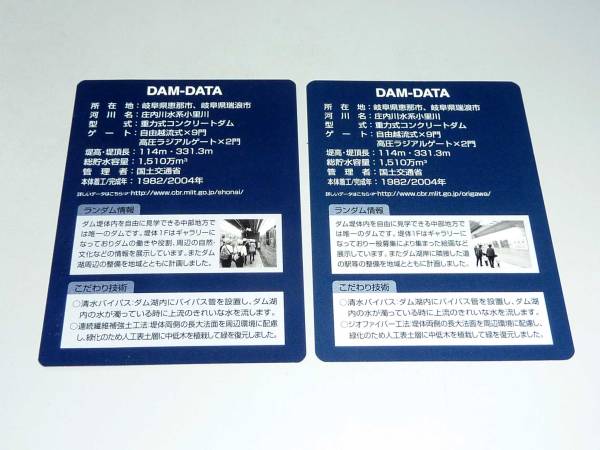 DAM-DATA
所在地：岐阜県恵那市、岐阜県瑞浪市
河川名：庄内川水系小里川
型式：重力式コンクリートダム
ゲート：自由越流式×9門
高圧ラジアルゲート×2門
堤高・堤頂長：114m・331.3m
総貯水容量：1,510万m³
管理者：国土交通省
本体着工/完成年：1982/2004年
詳しいデータはこちら⇒http://www.cbr.mlit.go.jp/shonai/
ランダム情報
ダム堤体内を自由に見学できる中部地方で
は唯一のダムです。堤体1Fはギャラリーに
なっておりダムの働きや役割、周辺の自然・
文化などの情報を展示しています。またダム
湖周辺の整備を地域とともに計画しました。
こだわり技術
○清水バイパス：ダム湖内にバイパス管を設置し、ダム湖
内の水が濁っている時に上流のきれいな水を流します。
○連続繊維補強土工法：堤体両側の長大法面を周辺環境に配慮
し、緑化のため人工表土層に中低木を植栽して緑を復元しました。
DAM-DATA
所在地：岐阜県恵那市、岐阜県瑞浪市
河川名：庄内川水系小里川
型式：重力式コンクリートダム
ゲート：自由越流式×9門
高圧ラジアルゲート×2門
堤高・堤頂長：114m・331.3m
総貯水容量：1,510万m³
管理者：国土交通省
本体着工/完成年：1982/2004年
詳しいデータはこちら⇒http://www.cbr.mlit.go.jp/origawa/
ランダム情報
ダム堤体内を自由に見学できる中部地方で
は唯一のダムです。堤体1Fはギャラリーに
なっており一般募集により集まった絵画など
展示しています。またダム湖岸に隣接した道
の駅等の整備を地域とともに計画しました。
こだわり技術
○清水バイパス：ダム湖内にバイパス管を設置し、ダム湖
内の水が濁っている時に上流のきれいな水を流します。
○ジオファイバー工法：堤体両側の長大法面を周辺環境に配慮
し、緑化のため人工表土層に中低木を植栽して緑を復元しました。